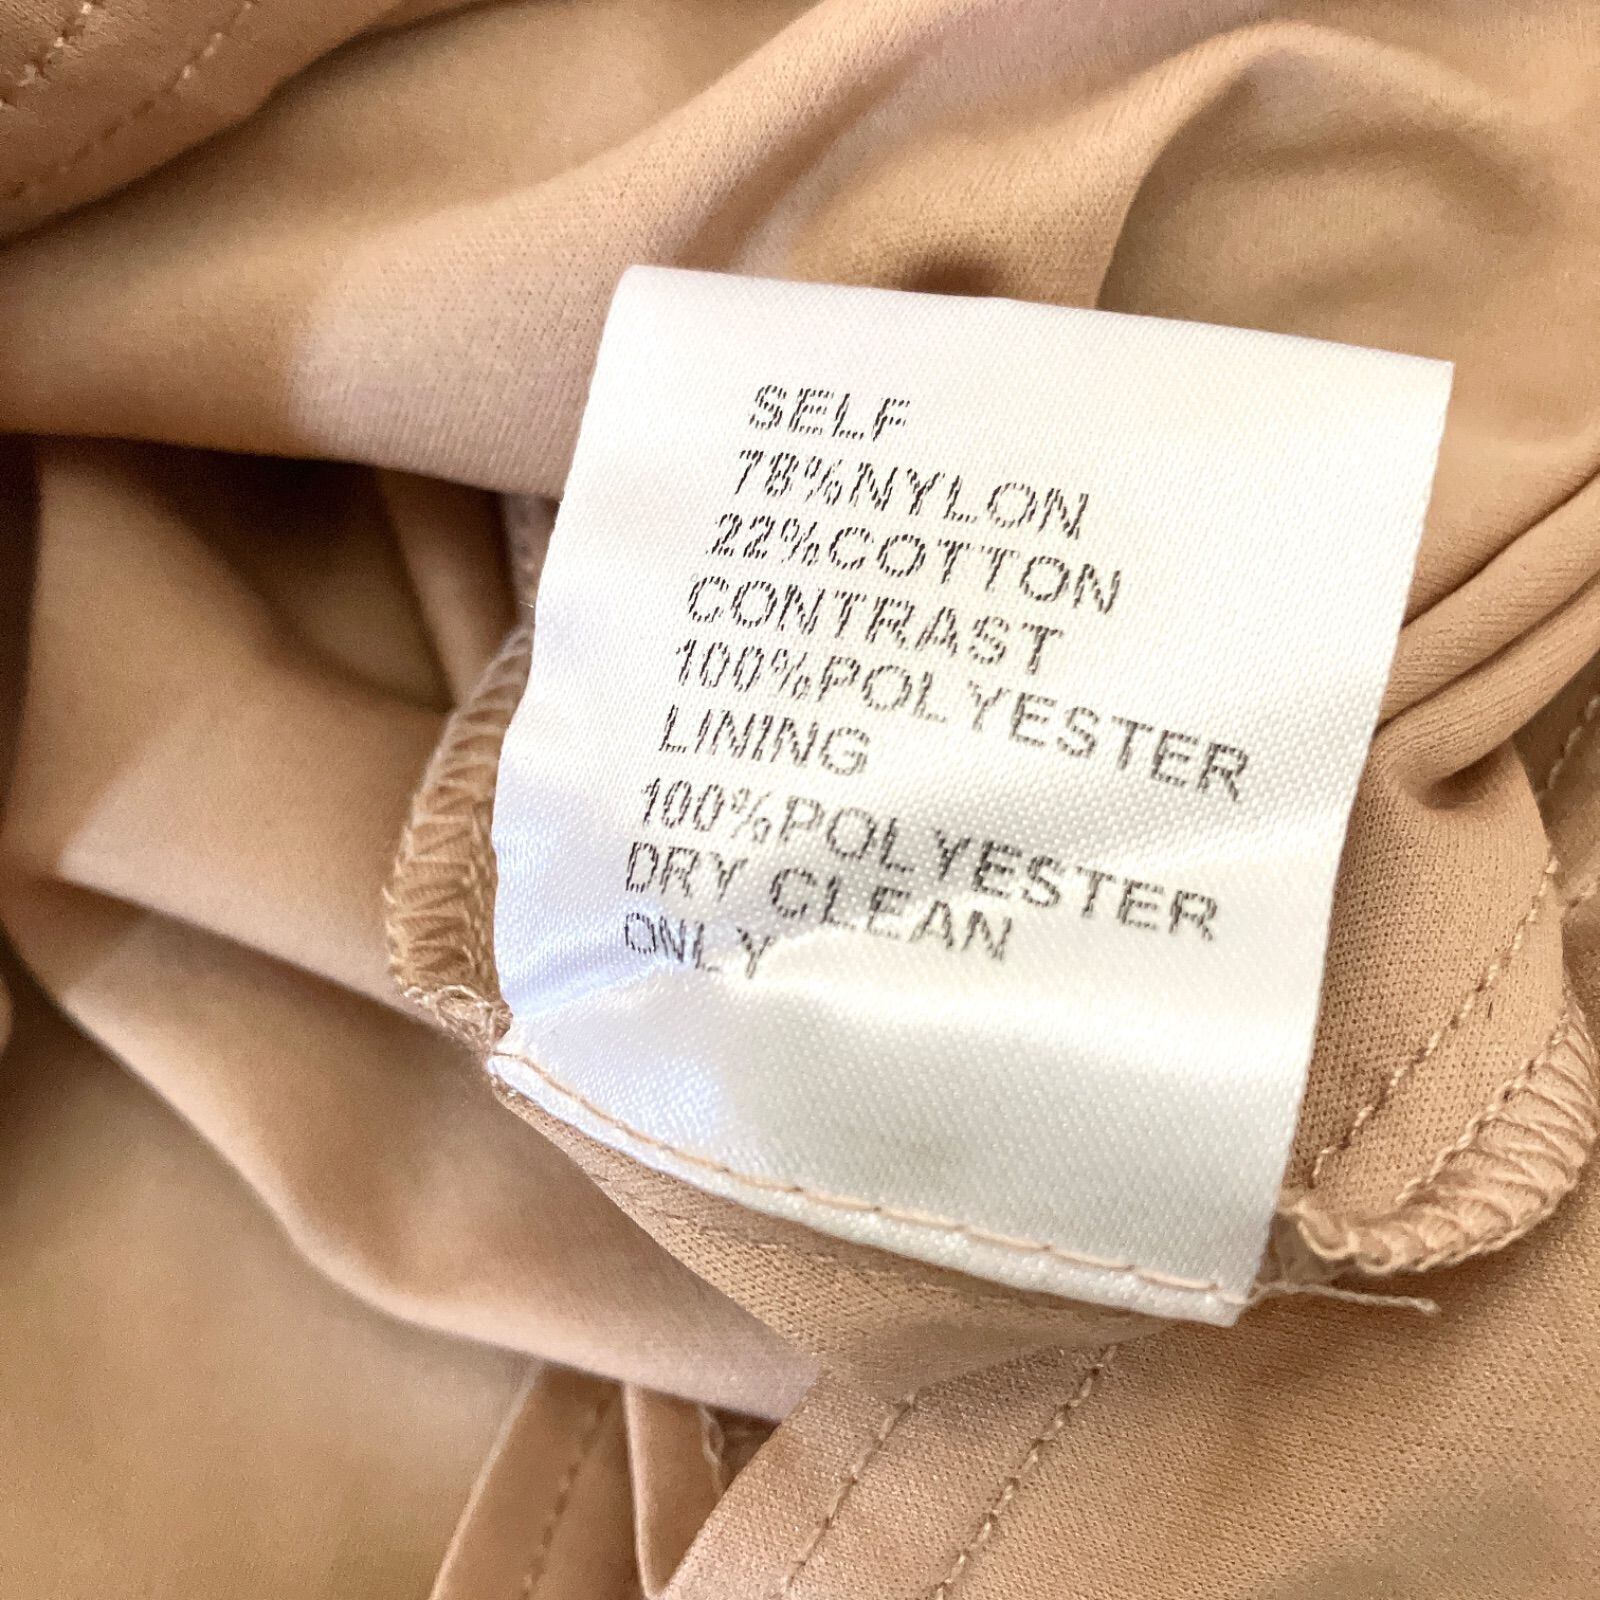 SELF
78%NYLON
22%COTTON
CONTRAST
100%POLYESTER
LINING
100%POLYESTER
DRY CLEAN
ONLY